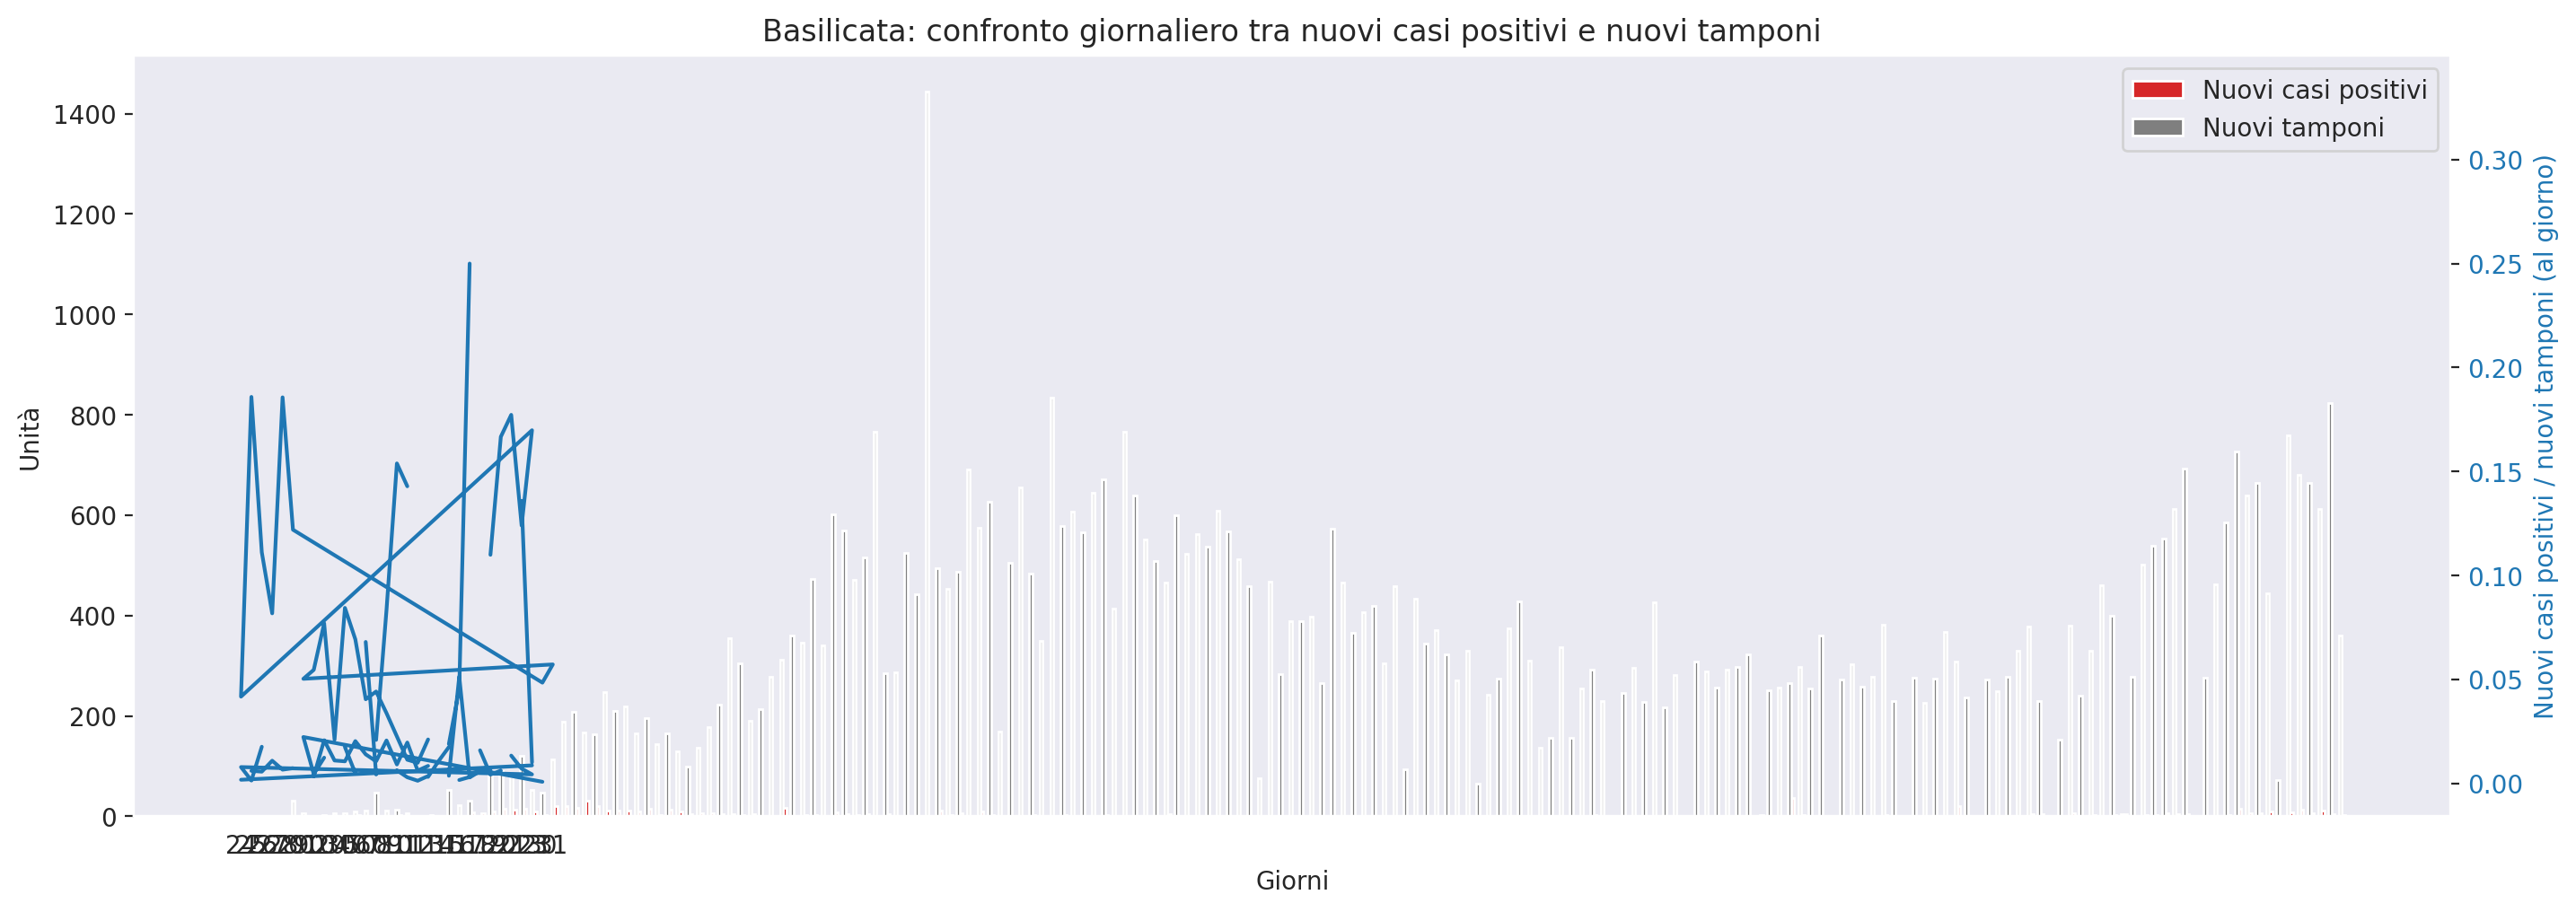 Basilicata: confronto giornaliero tra nuovi casi positivi e nuovi tamponi
Nuovi casi positivi
Nuovi tamponi
1400
1200
1000
800
600
400
200
0
Unità
0.30
0.25
0.20
0.15
0.10
0.05
0.00
Nuovi casi positivi / nuovi tamponi (al giorno)
Giorni